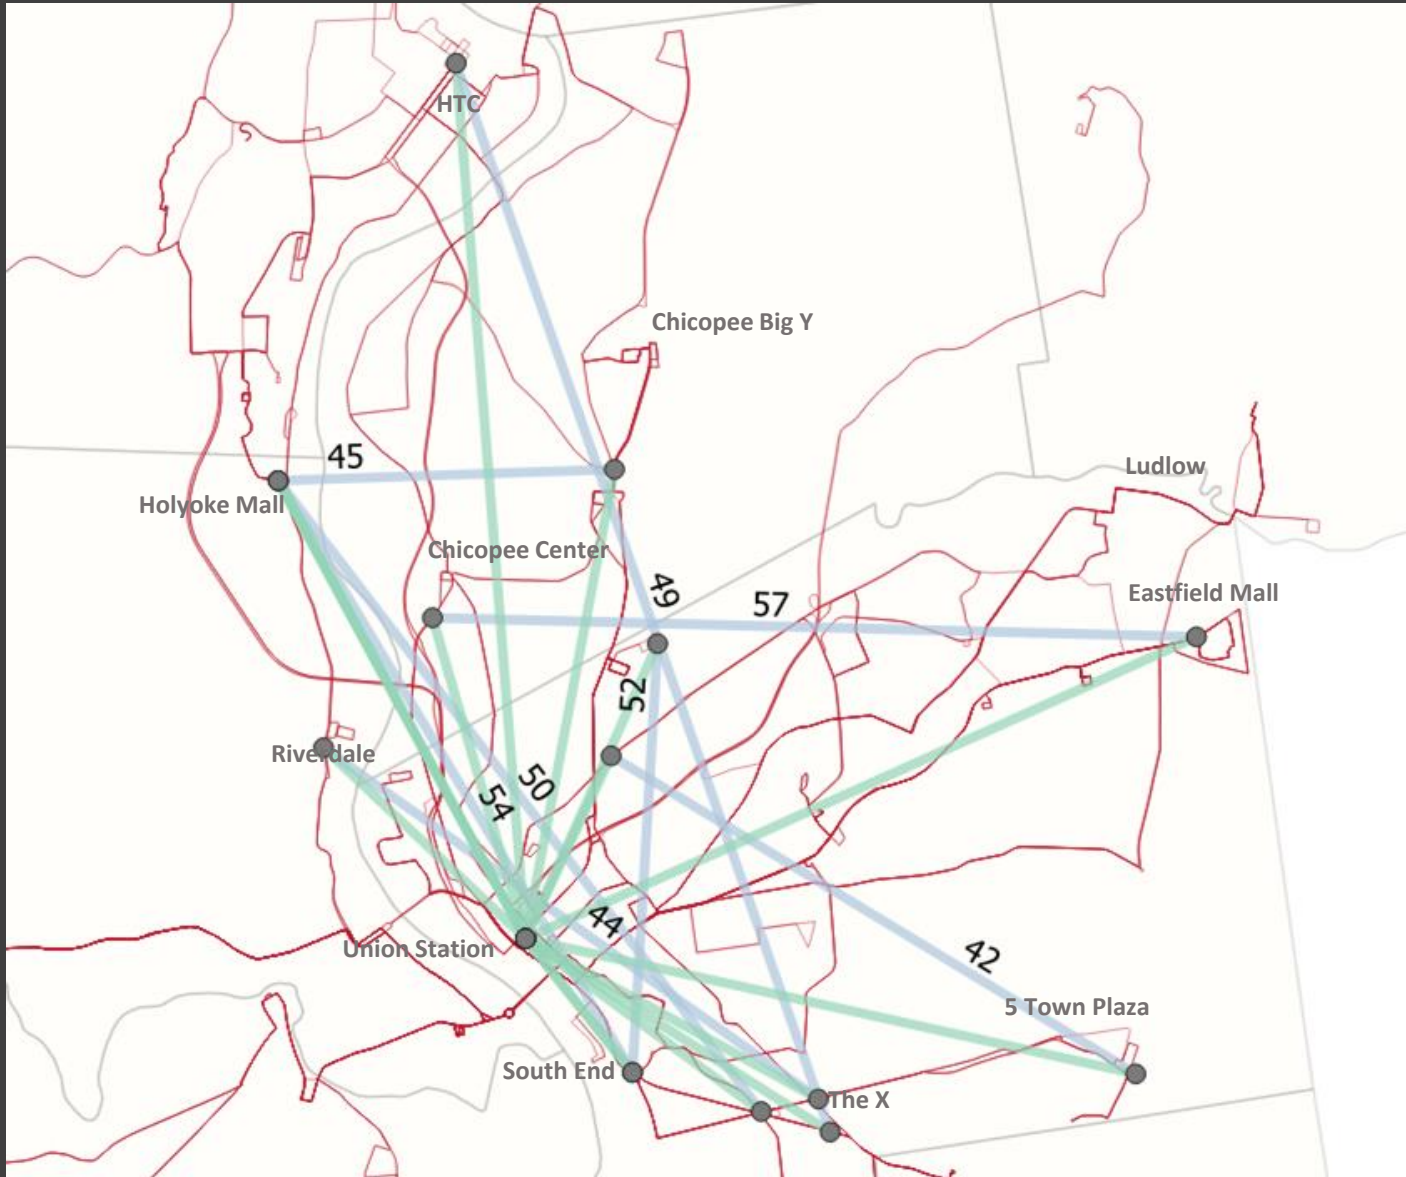 HTC
Chicopee Big Y
45
Ludlow
Holyoke Mall
Chicopee Center
49
57
Eastfield Mall
52
Riverdale
50
54
44
Union Station
42
5 Town Plaza
South End
The X